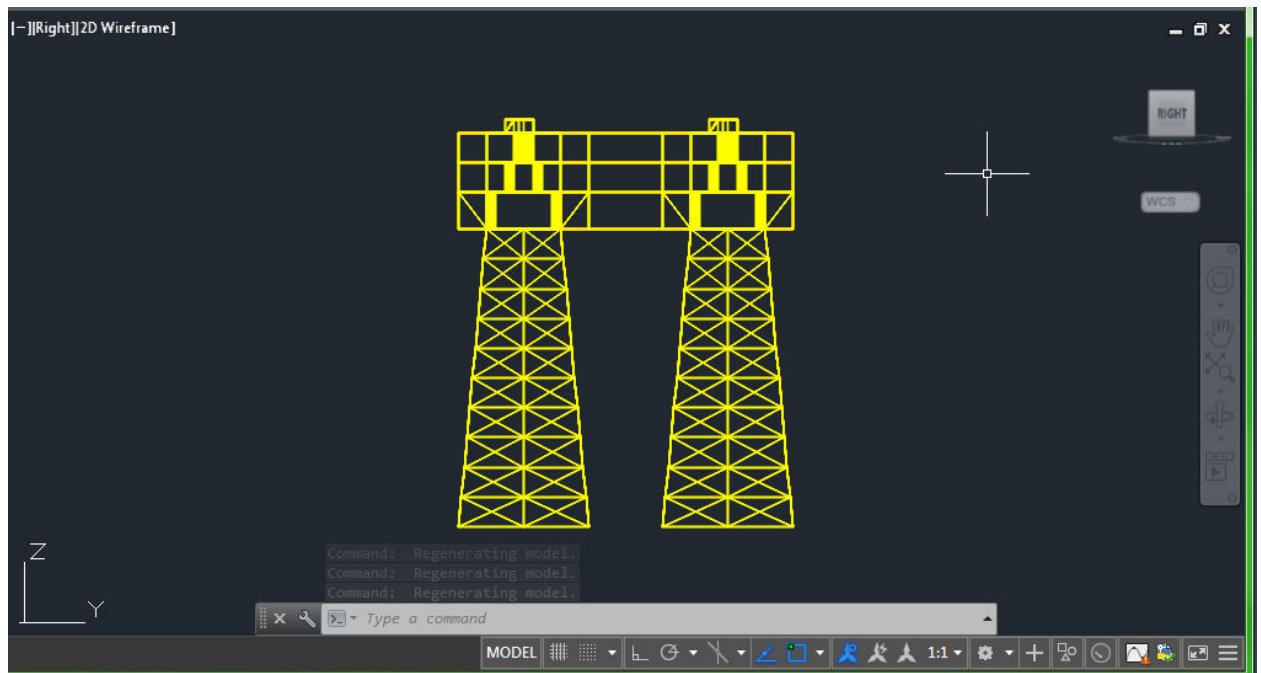 [−]|Right]|2D Wireframe]
RIGHT
WCS
Z
Y
Command:  Regenerating model.
Command:  Regenerating model.
Command:  Regenerating model.
Type a command
MODEL
1:1